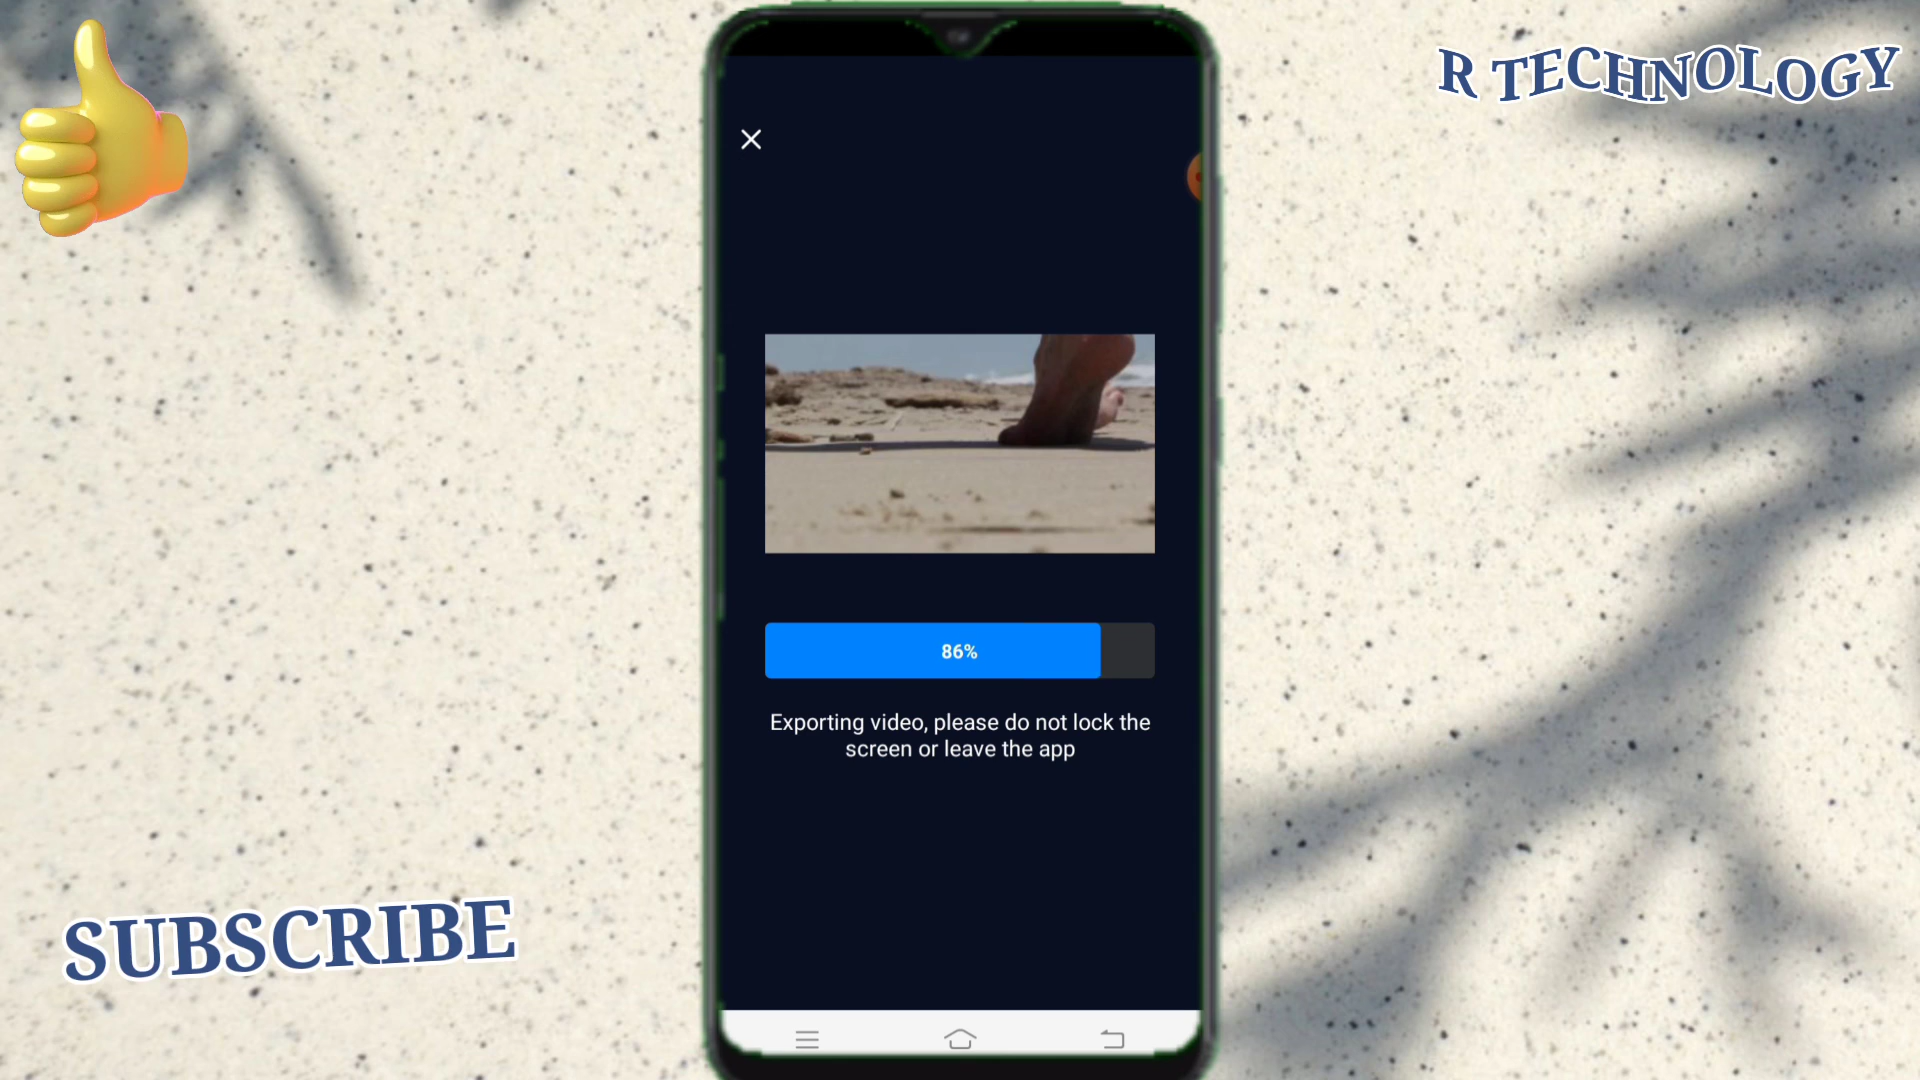 R TECHNOLOGY
86%
Exporting video, please do not lock the
screen or leave the app
SUBSCRIBE